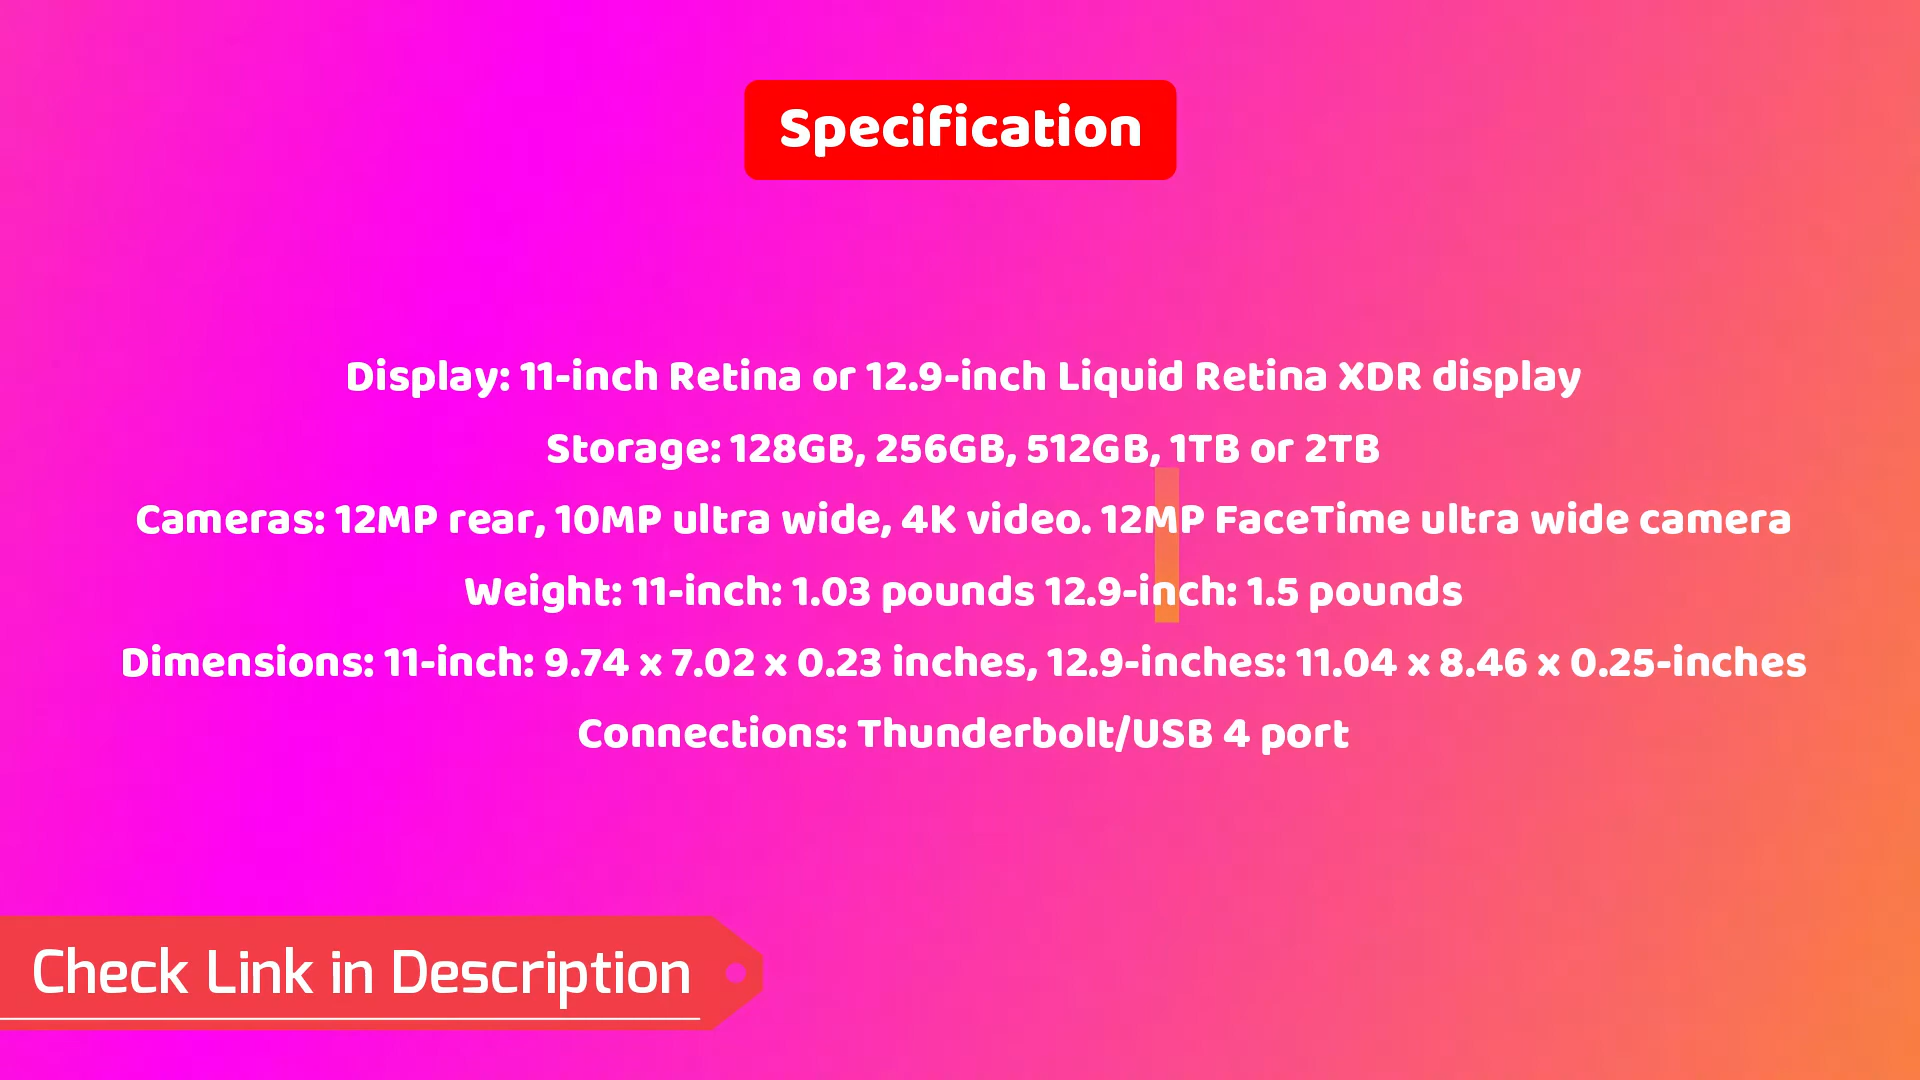 Specification
Display: 11-inch Retina or 12.9-inch Liquid Retina XDR display
Storage: 128GB, 256GB, 512GB, 1TB or 2TB
Cameras: 12MP rear, 10MP ultra wide, 4K video. 12MP FaceTime ultra wide camera
Weight: 11-inch: 1.03 pounds 12.9-inch: 1.5 pounds
Dimensions: 11-inch: 9.74 x 7.02 x 0.23 inches, 12.9-inches: 11.04 x 8.46 x 0.25-inches
Connections: Thunderbolt/USB 4 port
Check Link in Description